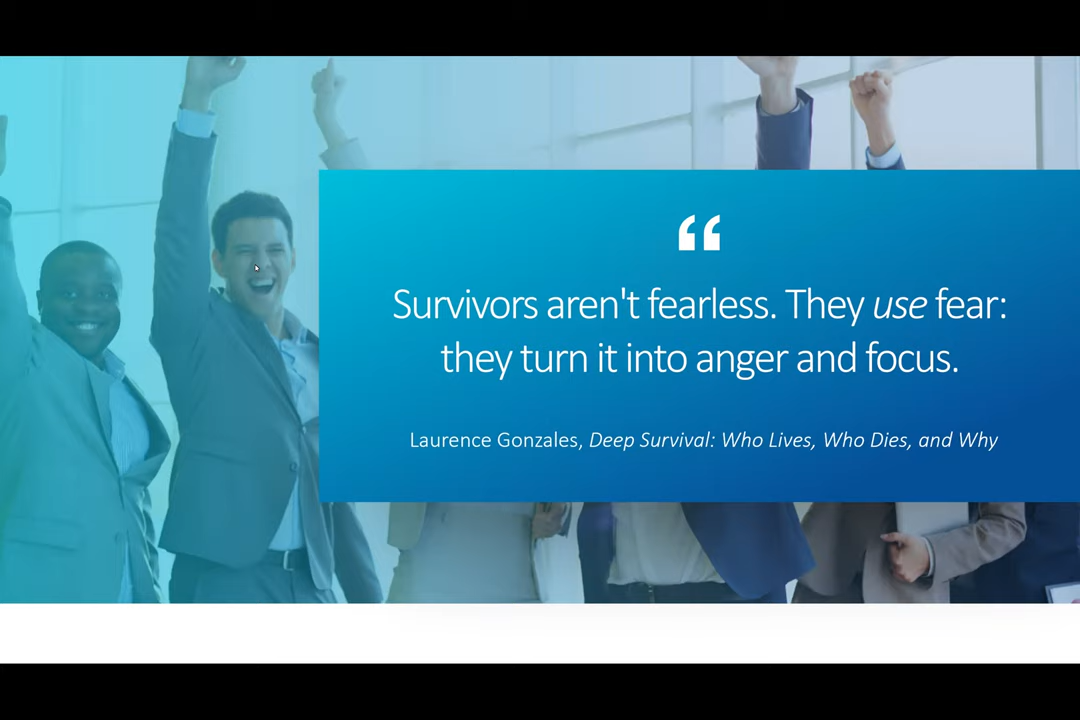 “
Survivors aren't fearless. They use fear:
they turn it into anger and focus.
Laurence Gonzales, Deep Survival: Who Lives, Who Dies, and Why